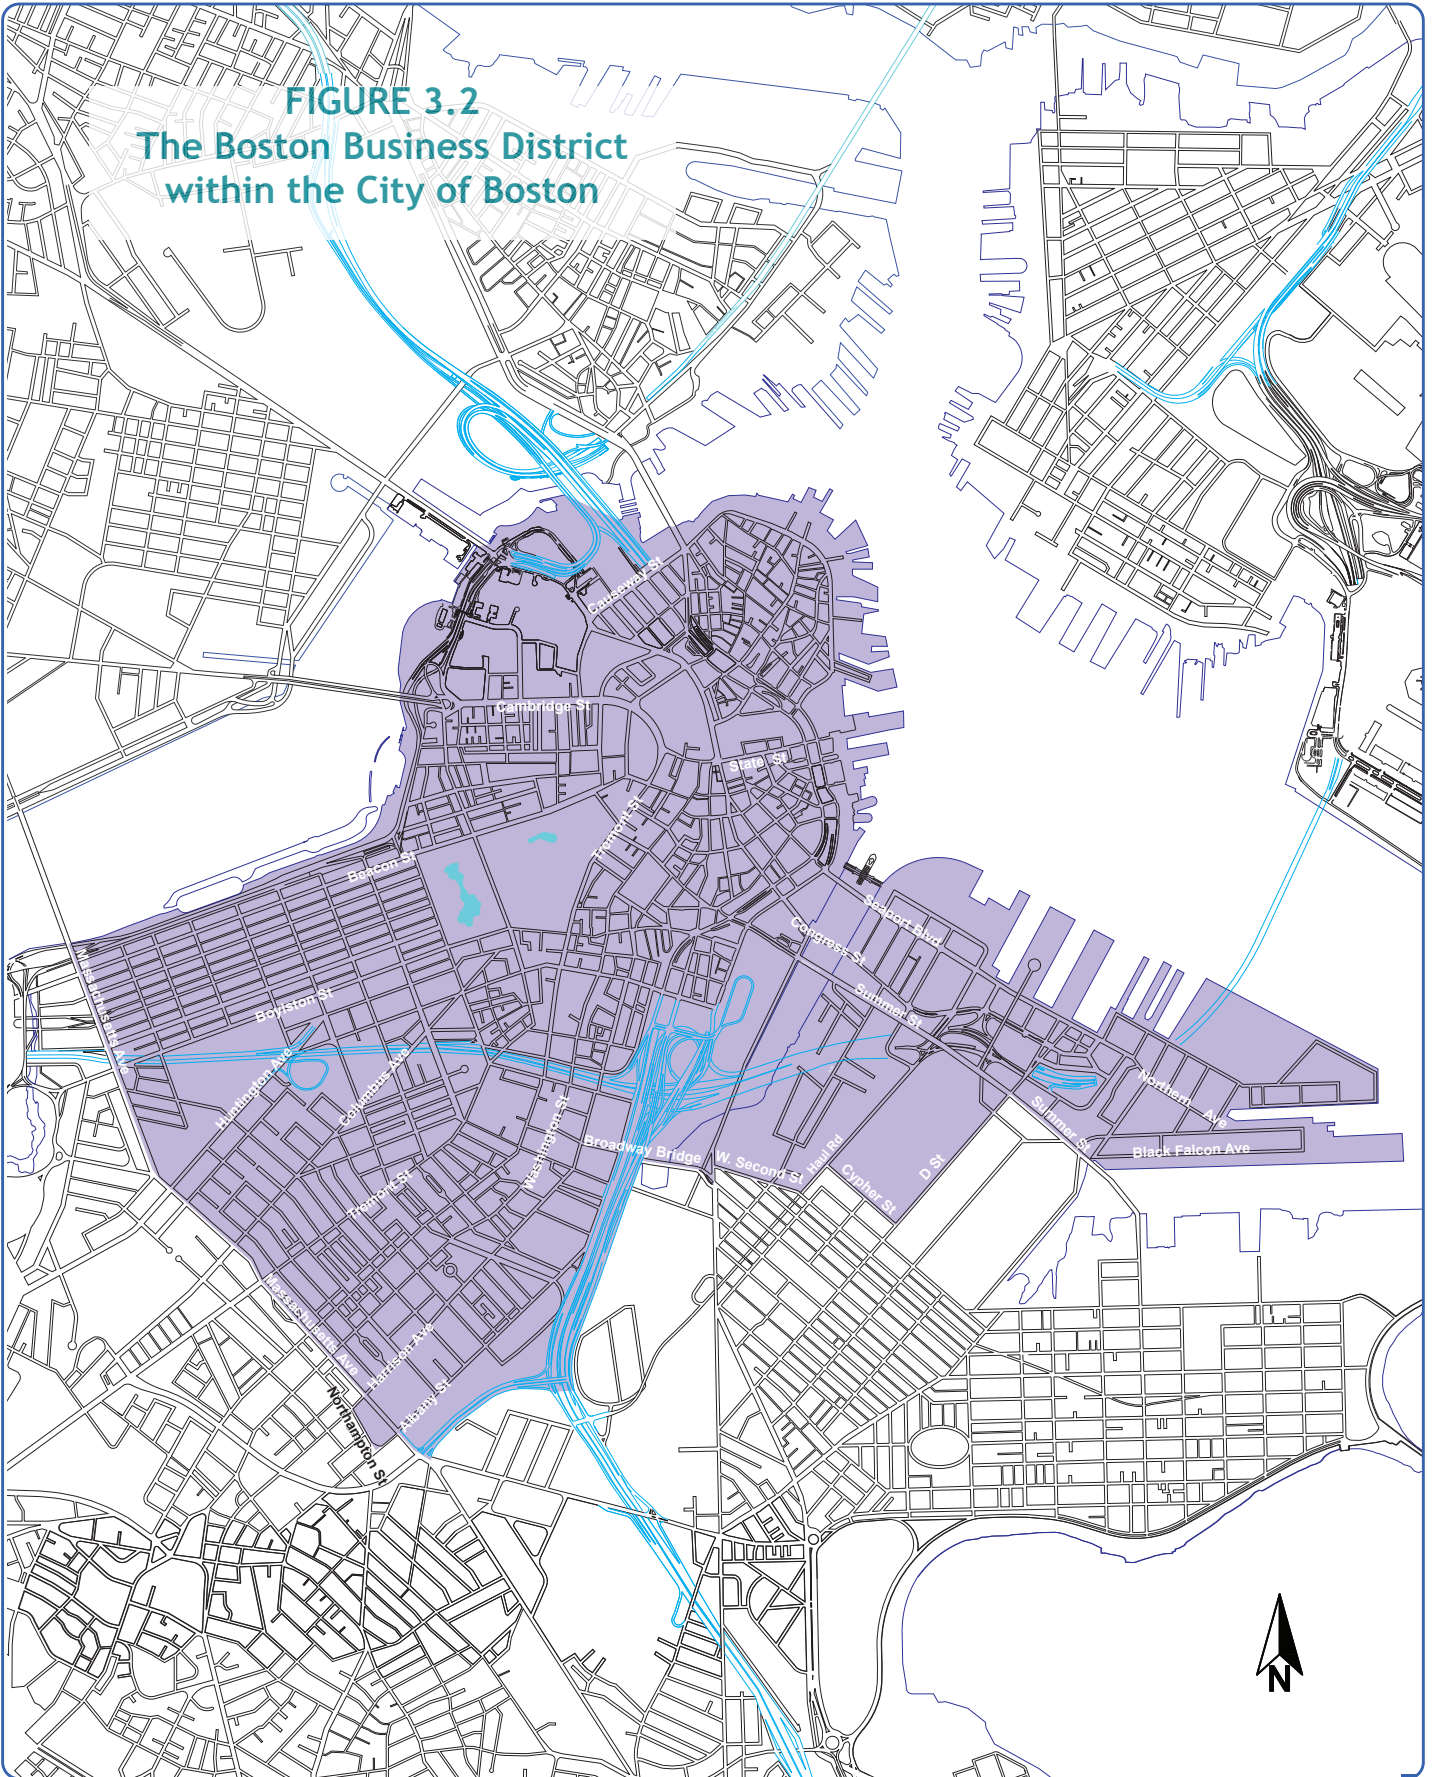 FIGURE 3.2
The Boston Business District
within the City of Boston
Causeway St
Cambridge St
State St
Tremont St
Beacon St
Seaport Blvd
Congress St
Massachusetts Ave
Boylston St
Summer St
Huntington Ave
Columbus Ave
Northern Ave
Washington St
Summer St
Broadway Bridge
W. Second St
Haul Rd
Cypher St
D St
Black Falcon Ave
Tremont St
Massachusetts Ave
Harrison Ave
Albany St
Northampton St
N